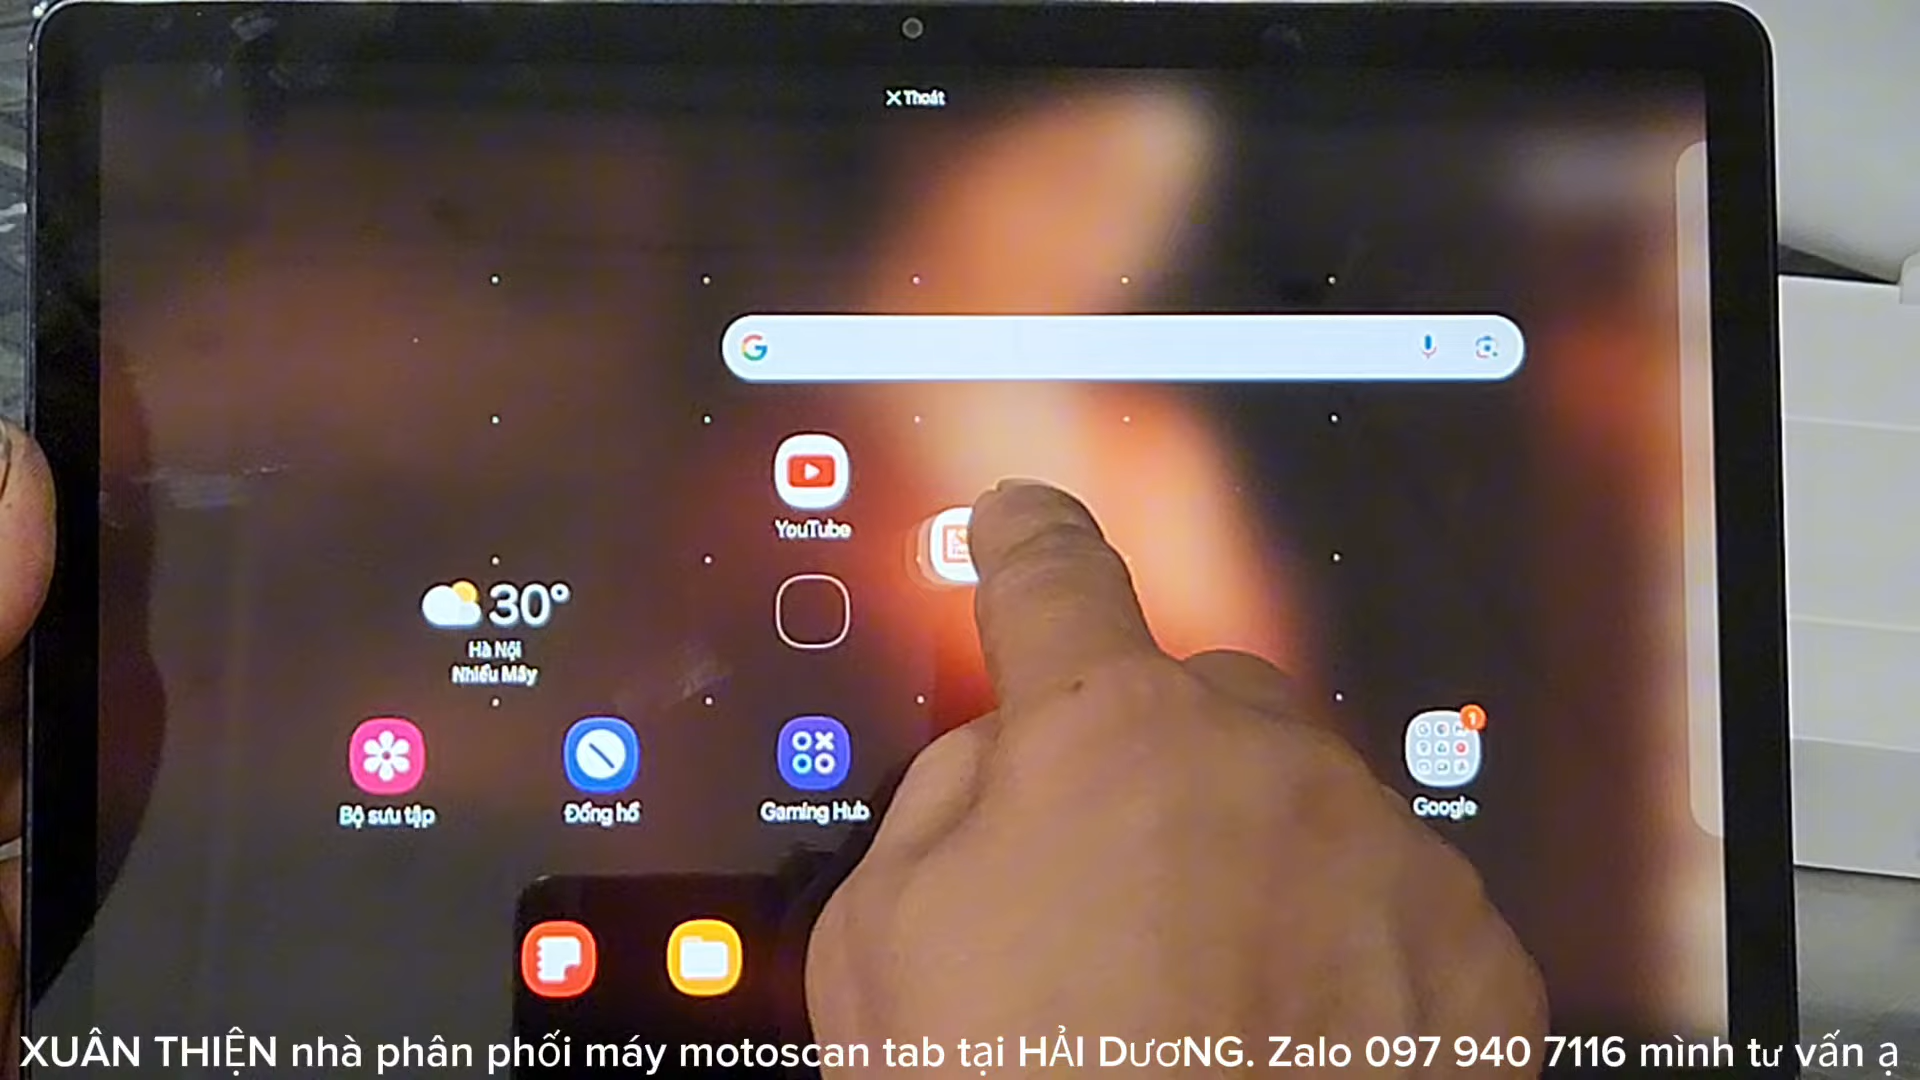 Thoát
YouTube
30°
Hà Nội
Nhiều Mây
Bộ sưu tập
Đồng hồ
Gaming Hub
1
Google
XUÂN THIỆN nhà phân phối máy motoscan tab tại HẢI DươNG. Zalo 097 940 7116 mình tư vấn ạ